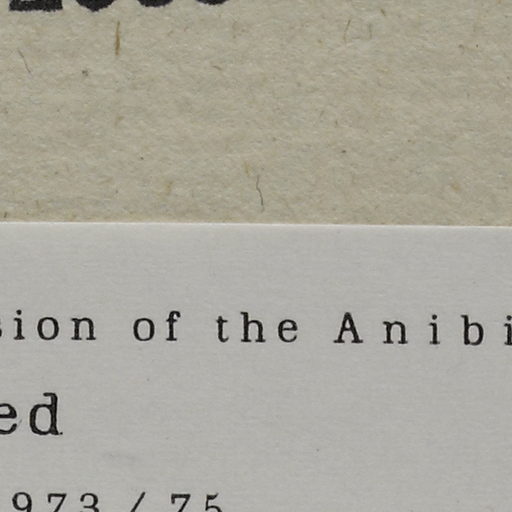 sion of the Anibi
ed
973/75